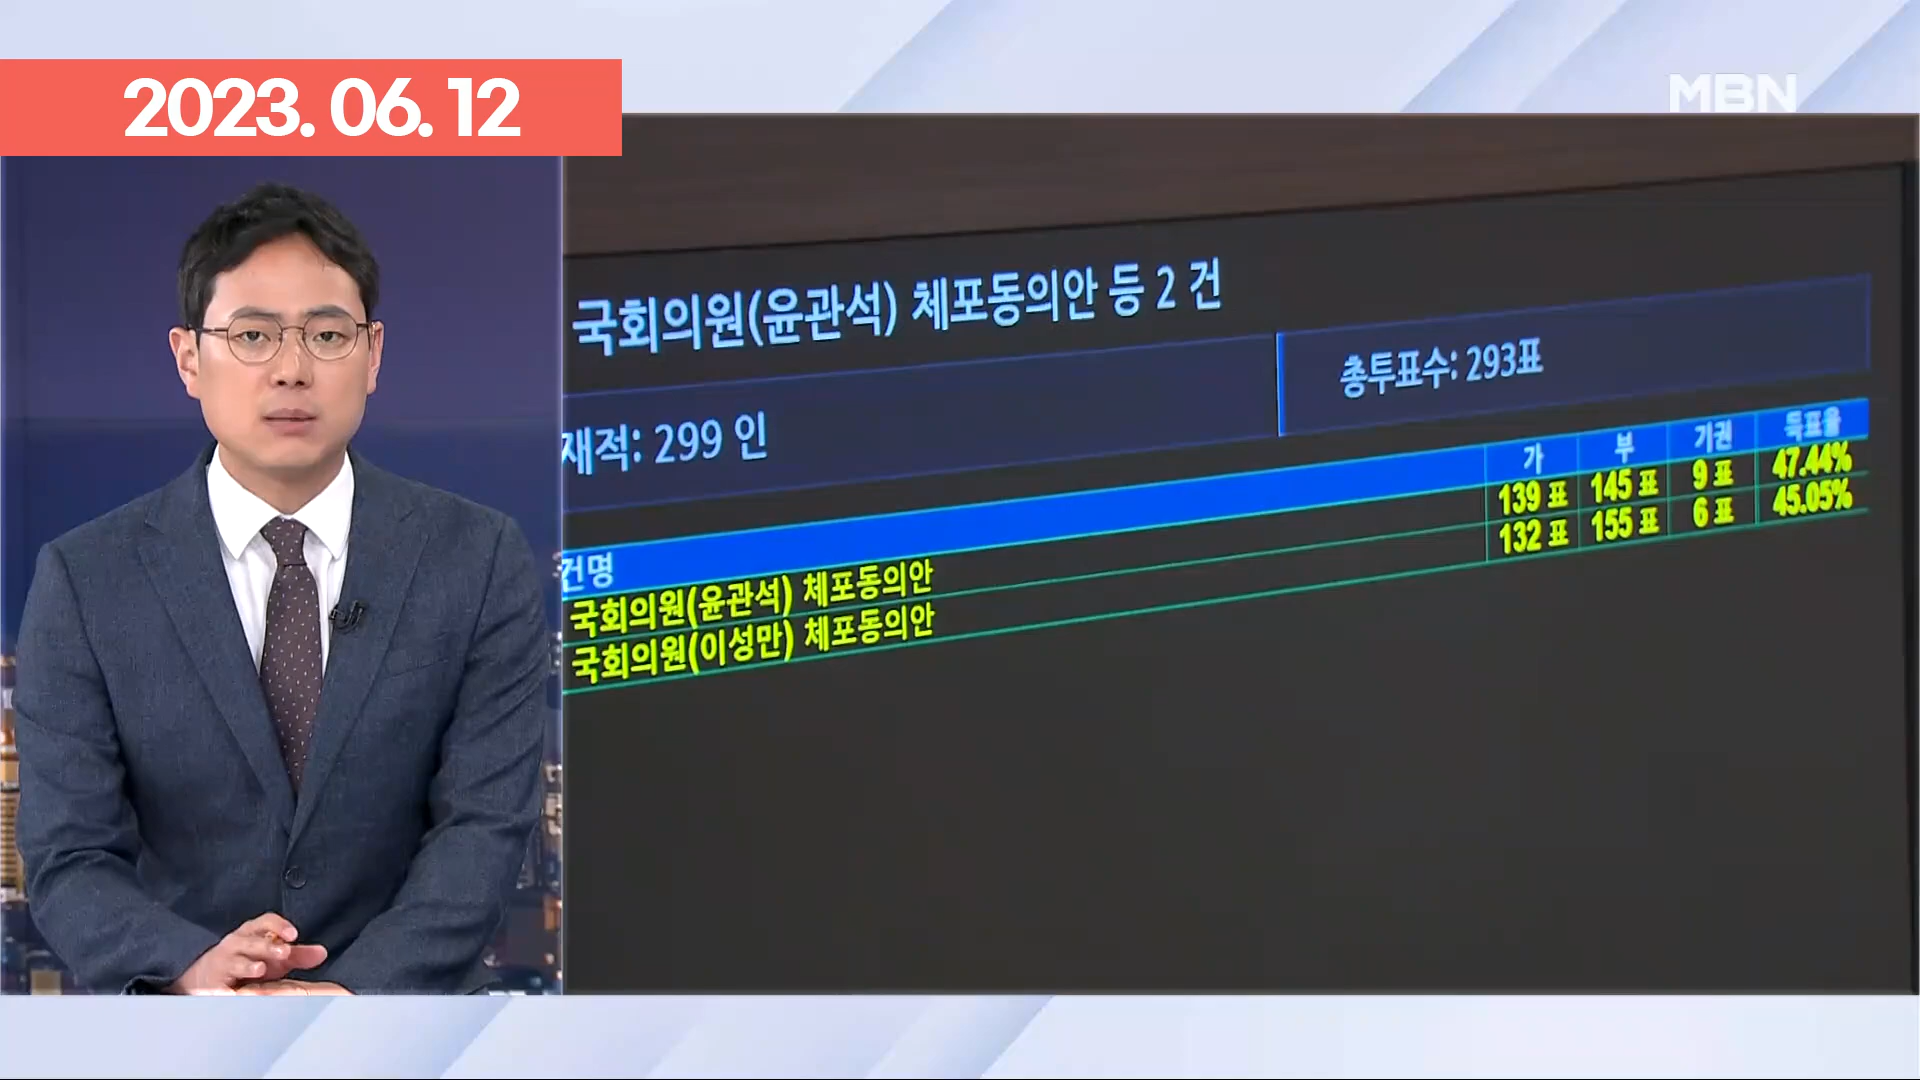 2023. 06. 12
MBN
국회의원(윤관석) 체포동의안 등 2 건
재적: 299 인
총투표수: 293표
건명 가 부 기권 득표율
국회의원(윤관석) 체포동의안 139 표 145 표 9 표 47.44%
국회의원(이성만) 체포동의안 132 표 155 표 6 표 45.05%